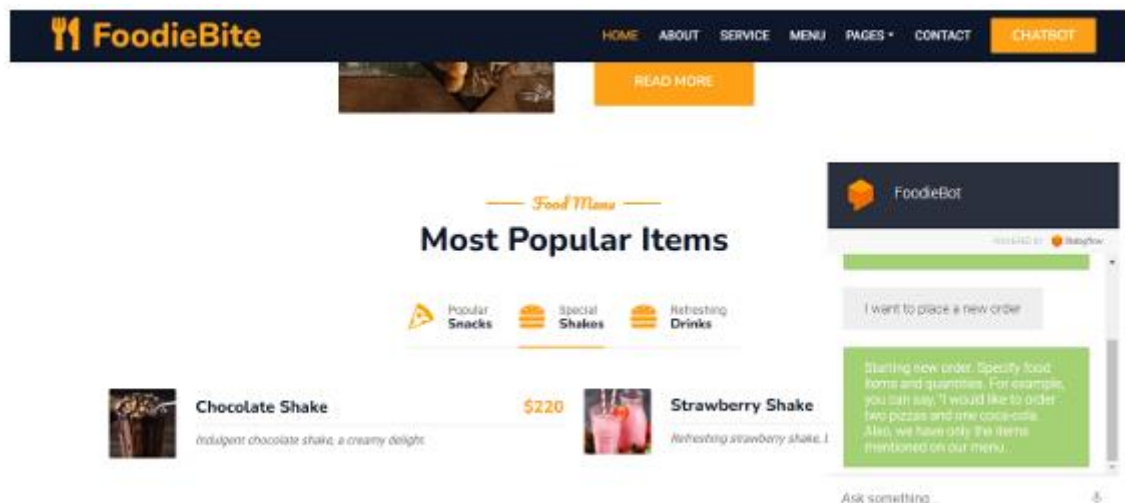 FoodieBite
HOME ABOUT SERVICE MENU PAGES CONTACT CHATBOT
READ MORE
Food Menu
Most Popular Items
Popular
Snacks
Special
Shakes
Refreshing
Drinks
Chocolate Shake $220
Indulgent chocolate shake, a creamy delight.
Strawberry Shake
Refreshing strawberry shake, b
FoodieBot
POWERED BY Dialogflow
I want to place a new order
Starting new order. Specify food
items and quantities. For example,
you can say, "I would like to order
two pizzas and one coca-cola.
Also, we have only the items
mentioned on our menu.
Ask something...